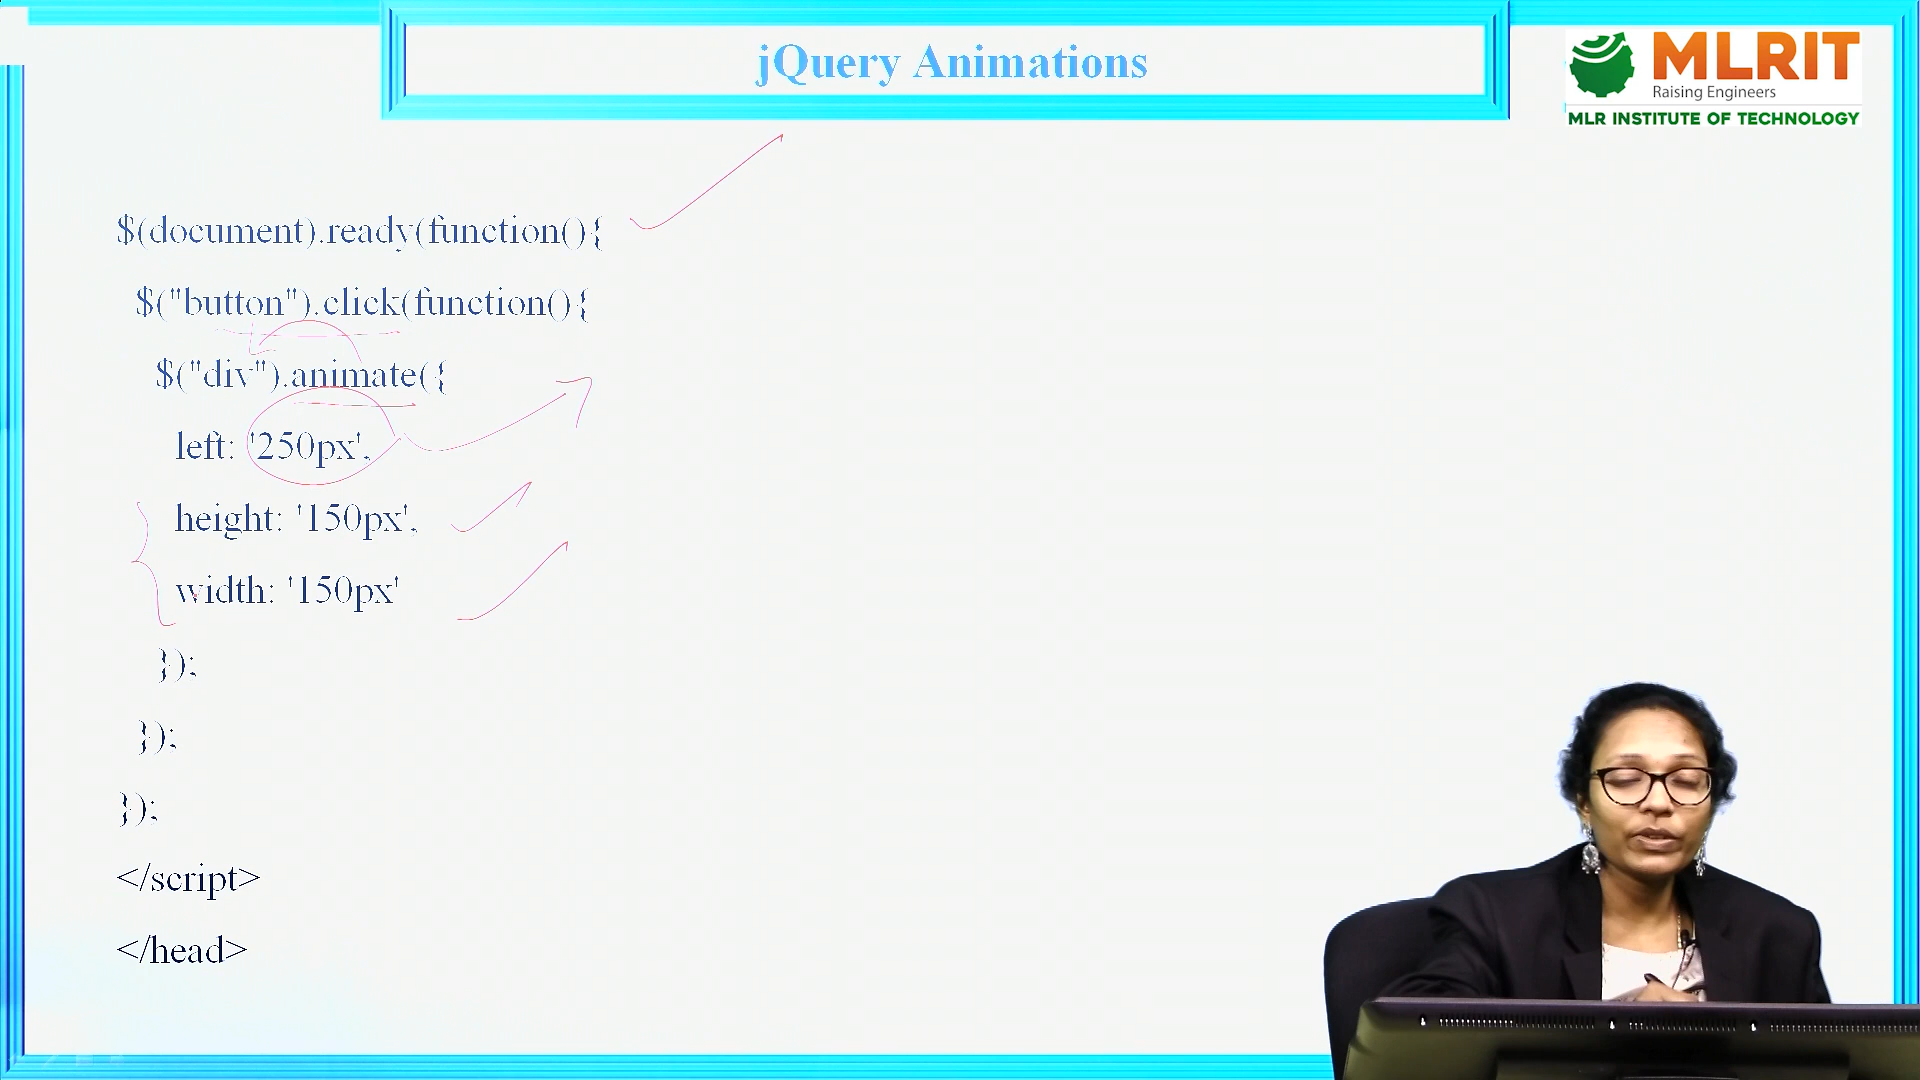 jQuery Animations
MLRIT
Raising Engineers
MLR INSTITUTE OF TECHNOLOGY
$(document).ready(function(){
$("button").click(function(){
$("div").animate({
left: '250px',
height: '150px',
width: '150px'
});
});
});
</script>
</head>